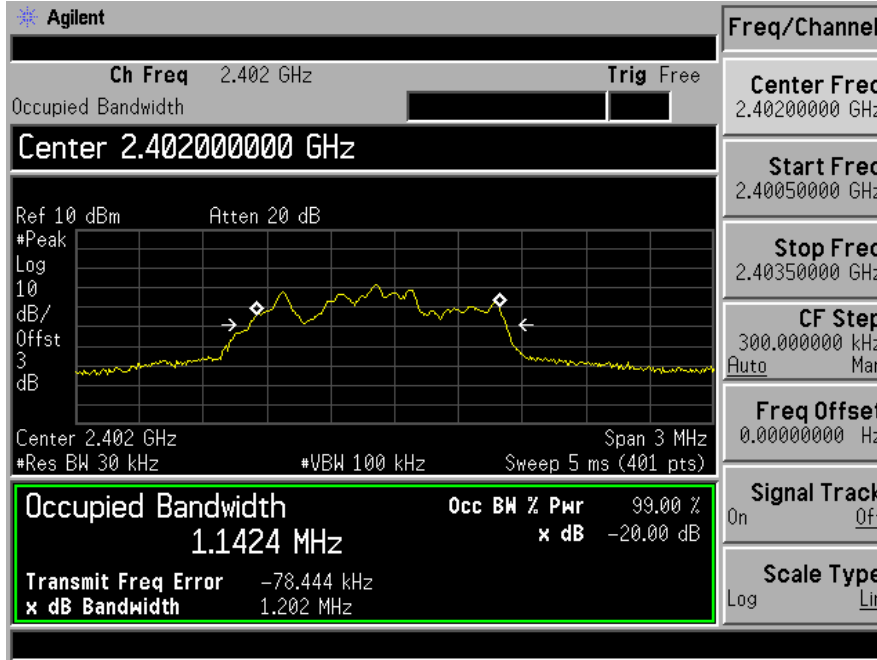 Agilent
Freq/Channel
Ch Freq 2.402 GHz Trig Free
Occupied Bandwidth
Center 2.402000000 GHz
Ref 10 dBm Atten 20 dB
#Peak
Log
10
dB/
Offst
3
dB
Center 2.402 GHz Span 3 MHz
#Res BW 30 kHz #VBW 100 kHz Sweep 5 ms (401 pts)
Occupied Bandwidth
1.1424 MHz
Occ BW % Pwr 99.00 %
x dB -20.00 dB
Transmit Freq Error -78.444 kHz
x dB Bandwidth 1.202 MHz
Center Freq
2.40200000 GHz
Start Freq
2.40050000 GHz
Stop Freq
2.40350000 GHz
CF Step
300.000000 kHz
Auto Man
Freq Offset
0.00000000 Hz
Signal Track
On Off
Scale Type
Log Lin